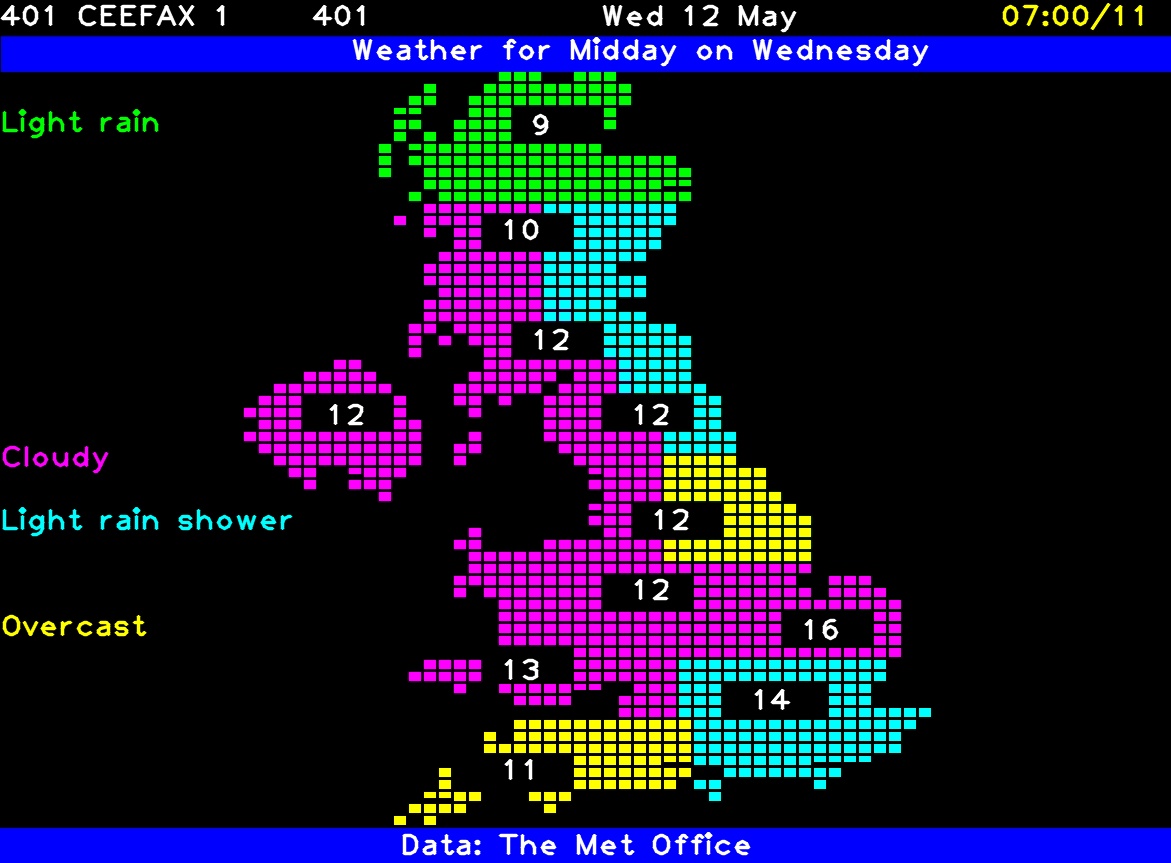 401 CEEFAX 1 401 Wed 12 May 07:00/11
Weather for Midday on Wednesday
Light rain
9
10
12
12 12
Cloudy
Light rain shower 12
12
Overcast 16
13
14
11
Data: The Met Office